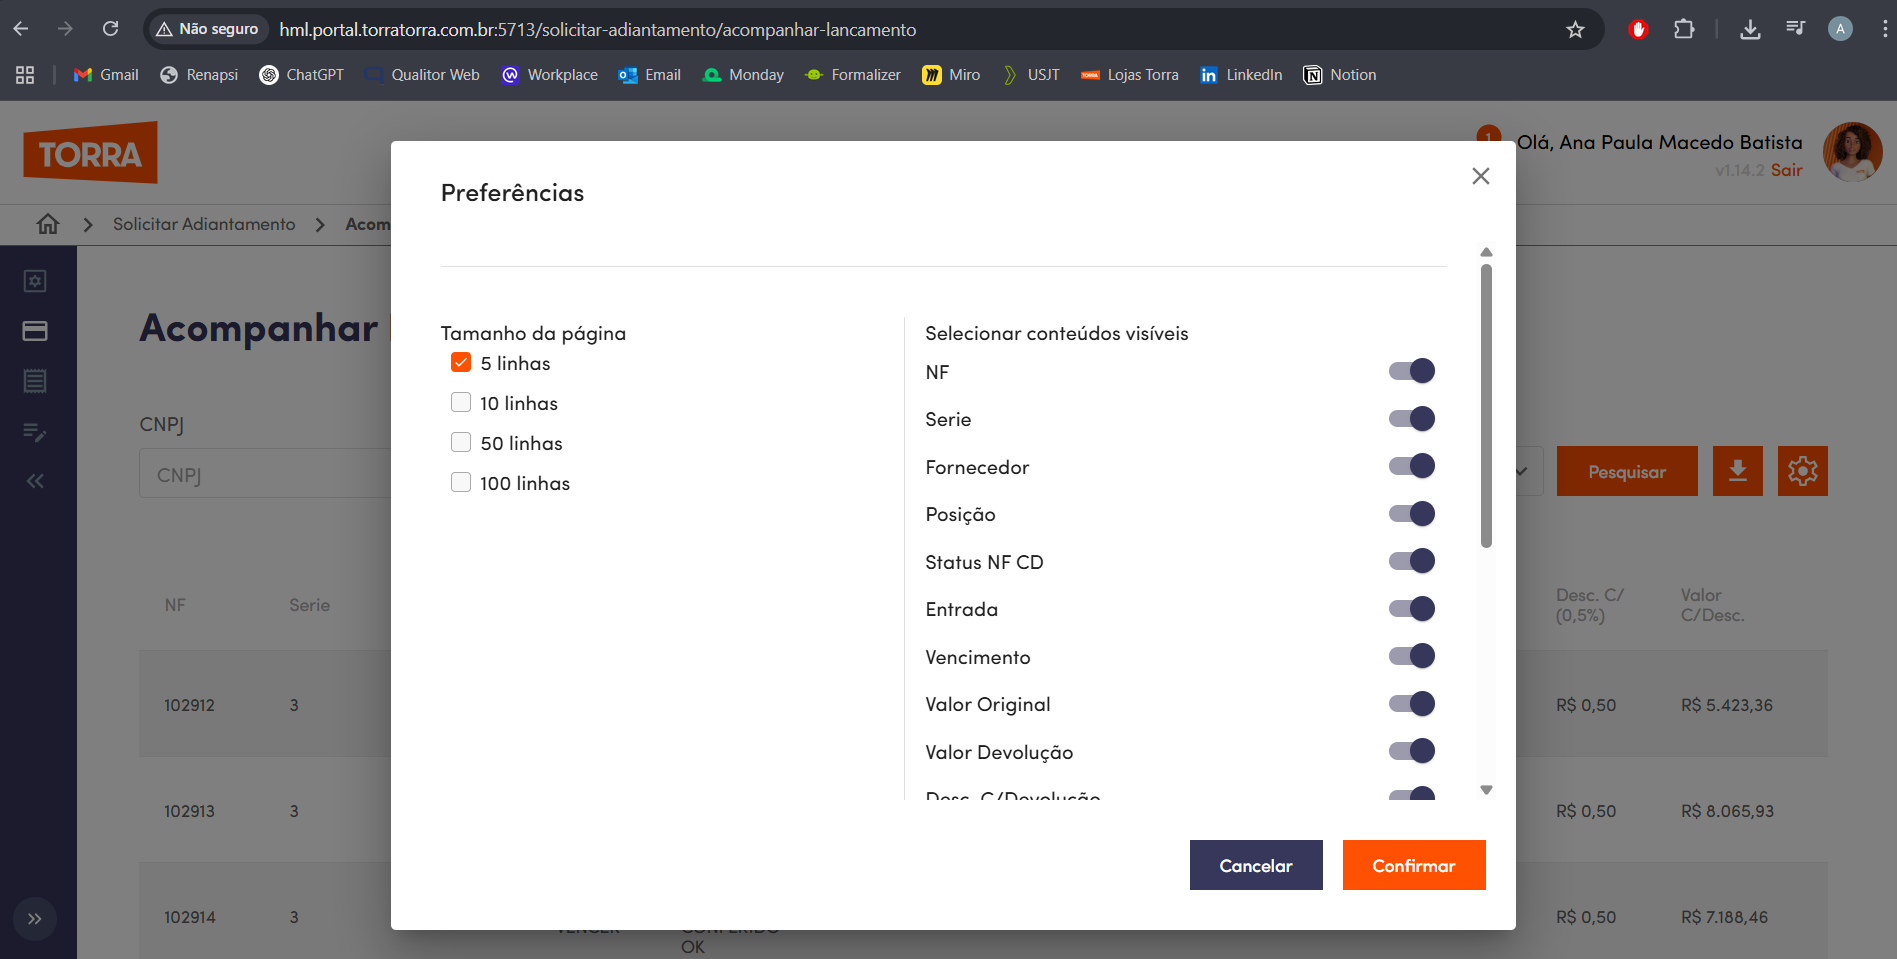 Não seguro
hml.portal.torratorra.com.br:5713/solicitar-adiantamento/acompanhar-lancamento
A
Gmail
Renapsi
ChatGPT
Qualitor Web
Workplace
Email
Monday
Formalizer
Miro
USJT
Lojas Torra
LinkedIn
Notion
TORRA
1
Olá, Ana Paula Macedo Batista
v1.14.2 Sair
Solicitar Adiantamento
Acom
Preferências
Acompanhar
CNPJ
CNPJ
Pesquisar
Tamanho da página
5 linhas
10 linhas
50 linhas
100 linhas
Selecionar conteúdos visíveis
NF
Serie
Fornecedor
Posição
Status NF CD
Entrada
Vencimento
Valor Original
Valor Devolução
Desc. C/Devolução
Cancelar
Confirmar
NF
Serie
Desc. C/
(0,5%)
Valor
C/Desc.
102912
3
R$ 0,50
R$ 5.423,36
102913
3
R$ 0,50
R$ 8.065,93
102914
3
VENCER
CONFERIDO
OK
R$ 0,50
R$ 7.188,46